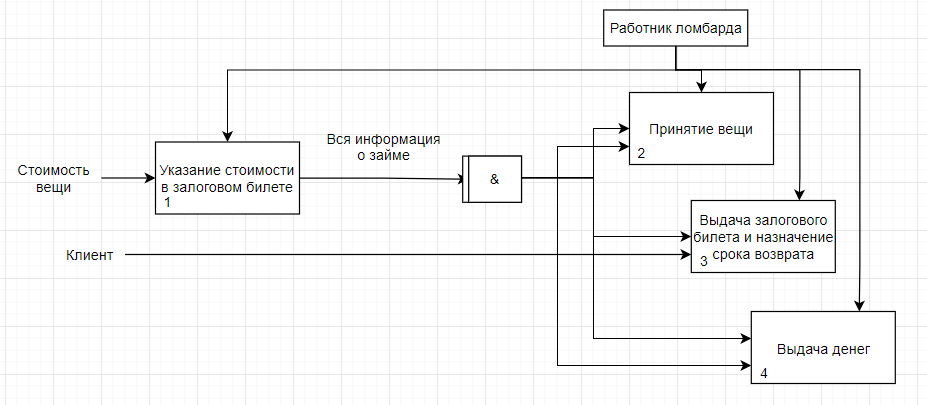 Работник ломбарда
Принятие вещи
2
Вся информация
о займе
Стоимость
вещи
Указание стоимости
в залоговом билете
1
&
Выдача залогового
билета и назначение
срока возврата
3
Клиент
Выдача денег
4